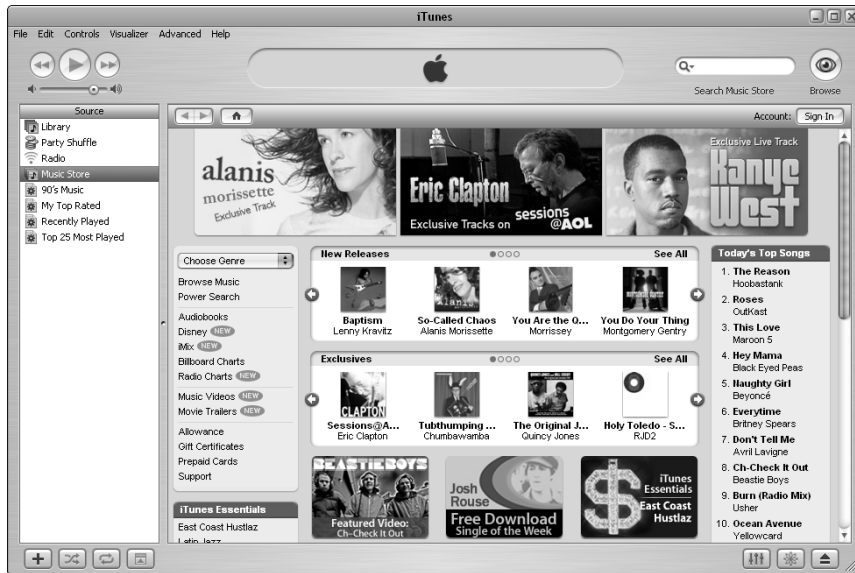 iTunes
File Edit Controls Visualizer Advanced Help
Search Music Store
Browse
Source
Library
Party Shuffle
Radio
Music Store
90's Music
My Top Rated
Recently Played
Top 25 Most Played
Account: Sign In
alanis
morissette
Exclusive Track
Eric Clapton
Exclusive Tracks on sessions
@AOL
Exclusive Live Track
Kanye
West
Choose Genre
Browse Music
Power Search
Audiobooks
Disney NEW
iMix NEW
Billboard Charts
Radio Charts NEW
Music Videos NEW
Movie Trailers NEW
Allowance
Gift Certificates
Prepaid Cards
Support
iTunes Essentials
East Coast Hustlaz
Latin Jazz
New Releases See All
Baptism
Lenny Kravitz
So-Called Chaos
Alanis Morissette
You Are the Q...
Morrissey
You Do Your Thing
Montgomery Gentry
Exclusives See All
CLAPTON
Sessions@A...
Eric Clapton
Tubthumping ...
Chumbawamba
The Original J...
Quincy Jones
Holy Toledo - S...
RJD2
BEASTIE BOYS
Featured Video:
Ch-Check It Out
Josh
Rouse
Free Download
Single of the Week
iTunes
Essentials
East Coast
Hustlaz
Today's Top Songs
1. The Reason
Hoobastank
2. Roses
OutKast
3. This Love
Maroon 5
4. Hey Mama
Black Eyed Peas
5. Naughty Girl
Beyoncé
6. Everytime
Britney Spears
7. Don't Tell Me
Avril Lavigne
8. Ch-Check It Out
Beastie Boys
9. Burn (Radio Mix)
Usher
10. Ocean Avenue
Yellowcard